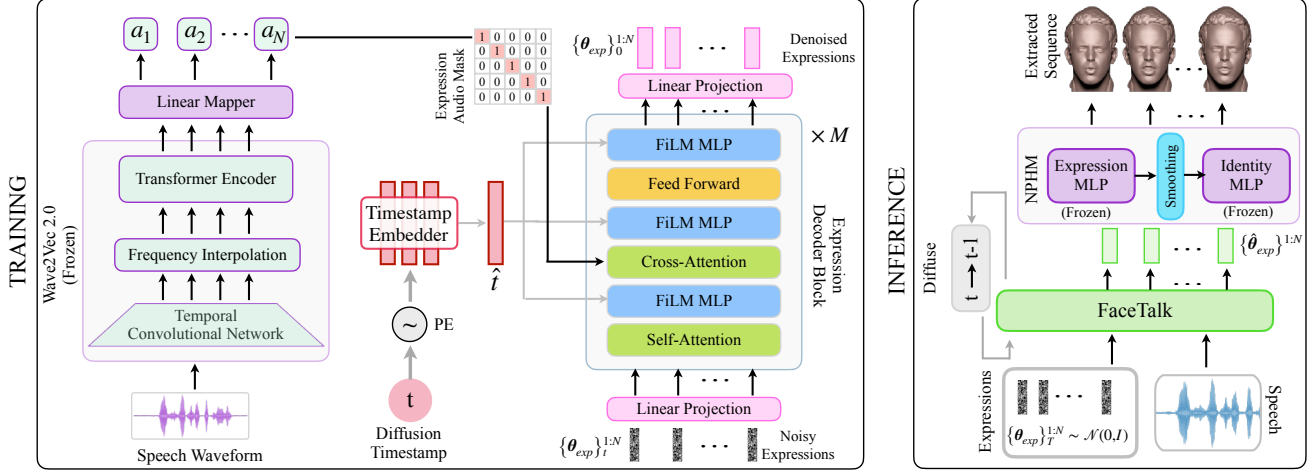 TRAINING
a1 a2 ... aN
Linear Mapper
Wave2Vec 2.0
(Frozen)
Transformer Encoder
Frequency Interpolation
Temporal
Convolutional Network
Speech Waveform
Expression
Audio Mask
1 0 0 0 0
0 1 0 0 0
0 0 1 0 0
0 0 0 1 0
0 0 0 0 1
Timestamp
Embedder
t̂
~ PE
t
Diffusion
Timestamp
{θexp}0^1:N
...
Denoised
Expressions
Linear Projection
...
× M
FiLM MLP
Feed Forward
FiLM MLP
Cross-Attention
FiLM MLP
Self-Attention
Expression
Decoder Block
...
Linear Projection
{θexp}t^1:N
...
Noisy
Expressions
INFERENCE
Extracted
Sequence
...
...
NPHM
Expression
MLP
(Frozen)
Smoothing
Identity
MLP
(Frozen)
...
{θ̂exp}^1:N
Diffuse
t → t-1
...
FaceTalk
Expressions
...
{θexp}T^1:N ~ 𝒩(0,I)
Speech